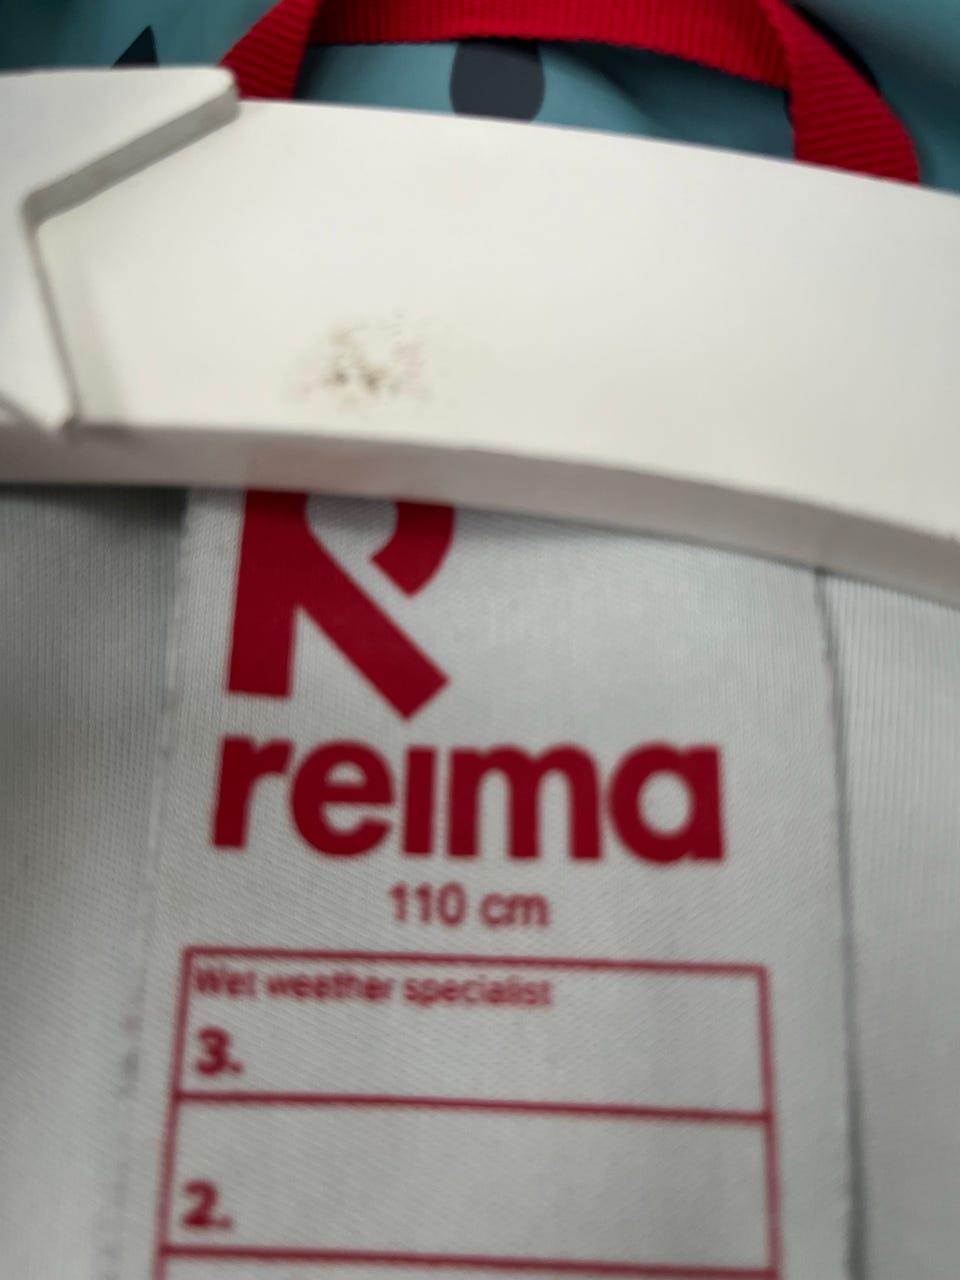 R
reima
110 cm
Wet weather specialist
3.
2.